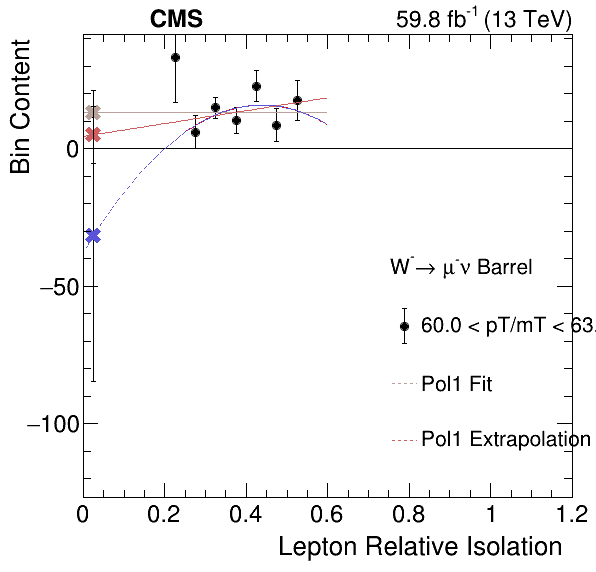 CMS
59.8 fb⁻¹ (13 TeV)
Bin Content
0
−50
−100
W⁻→ μ⁻ν Barrel
60.0 < pT/mT < 63.
Pol1 Fit
Pol1 Extrapolation
0 0.2 0.4 0.6 0.8 1 1.2
Lepton Relative Isolation